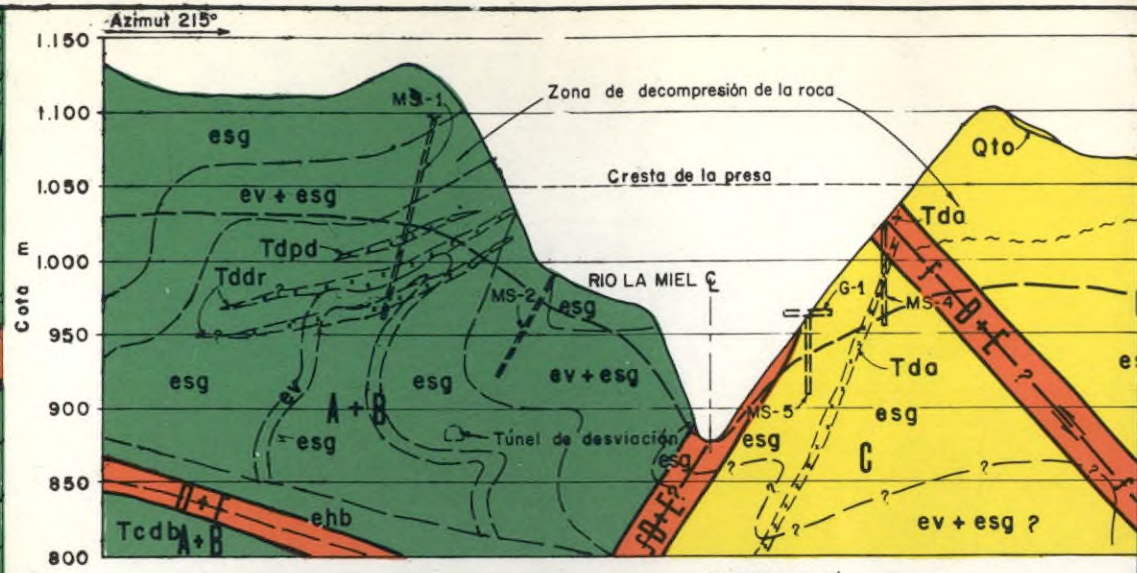 Azimut 215°
1.150
1.100
1.050
1.000
950
900
850
800
Cota m
MS-1
Zona de decompresión de la roca
esg
Qto
Cresta de la presa
ev + esg
Tda
Tdpd
RIO LA MIEL ℄
Tddr
MS-2
esg
G-1
MS-4
f D + E ?
Tda
esg
ev
A + B
esg
ev + esg
MS-5
esg
esg
Túnel de desviación
esg
esg
C
D + F
ehb
f D + E ?
ev + esg ?
Tcdb
A + B